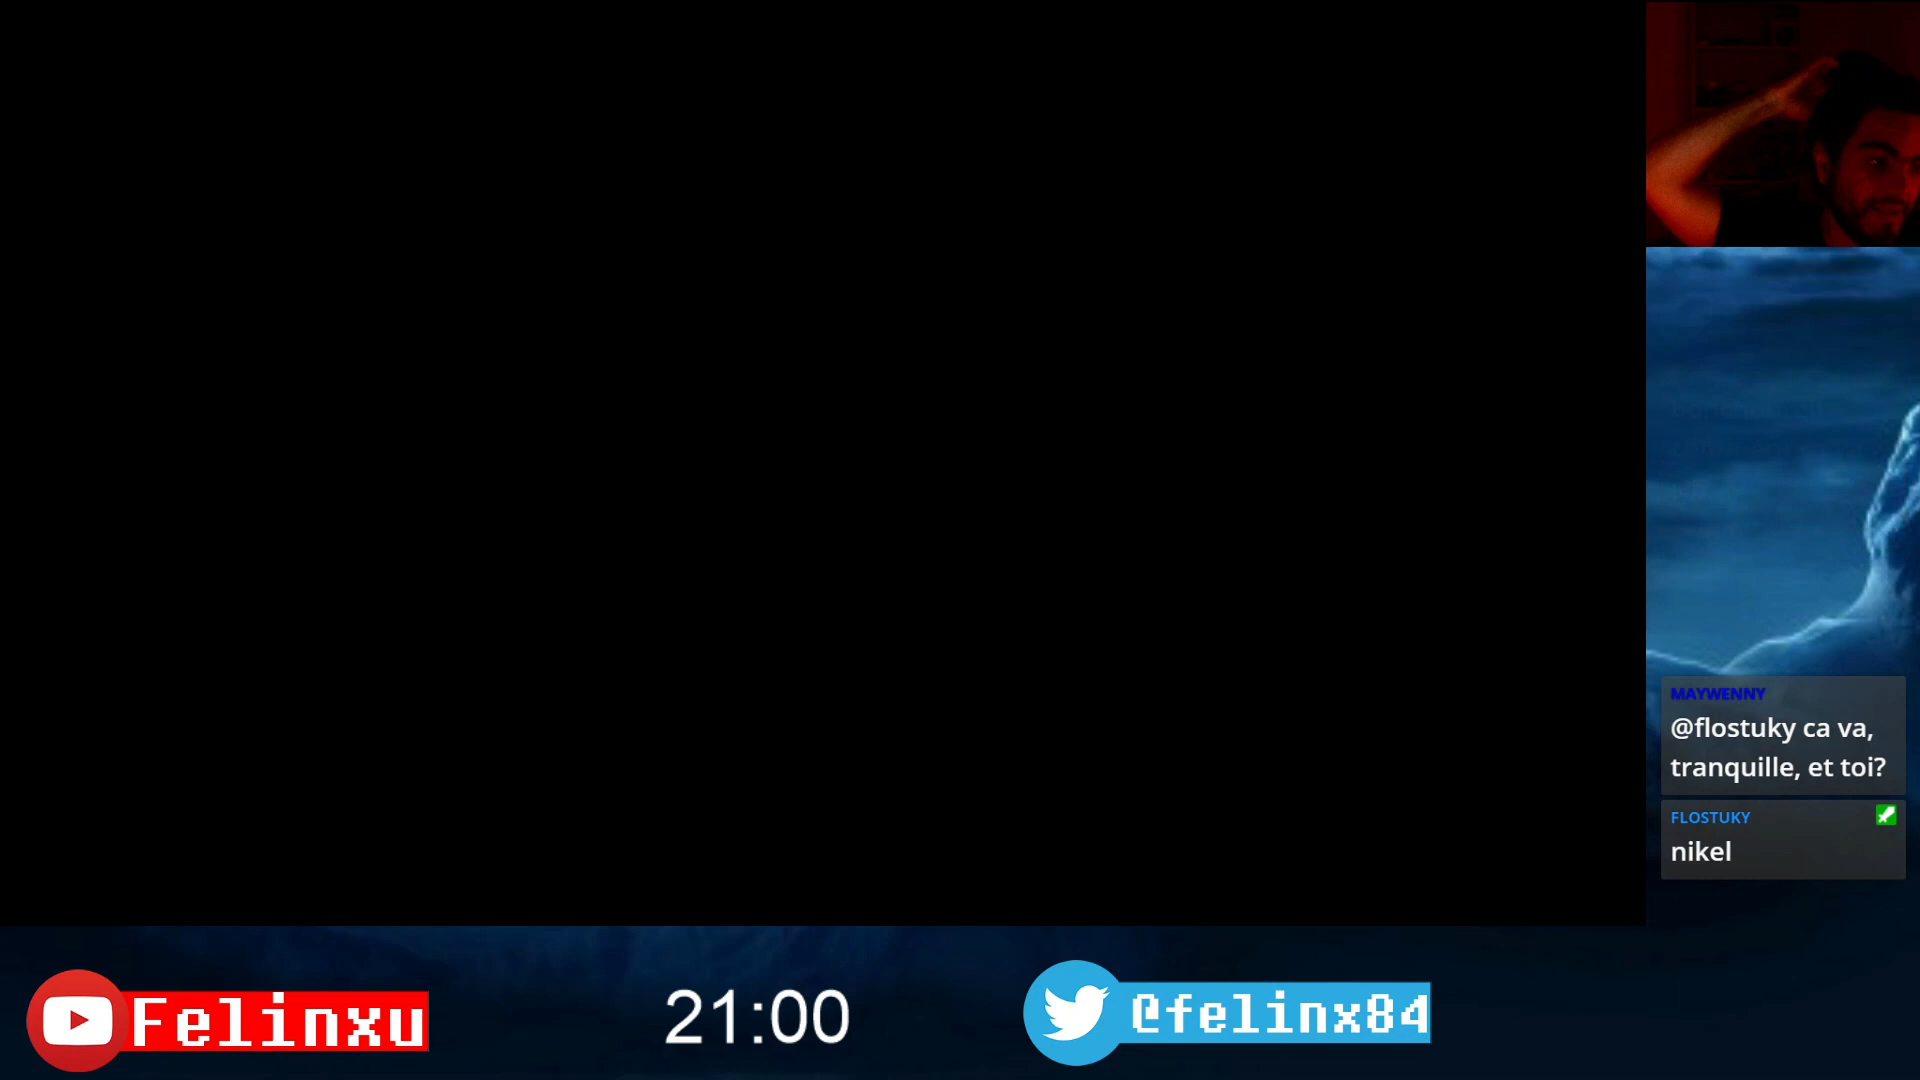 MAYWENNY
@flostuky ca va,
tranquille, et toi?
FLOSTUKY
nikel
Felinxu
21:00
@felinx84